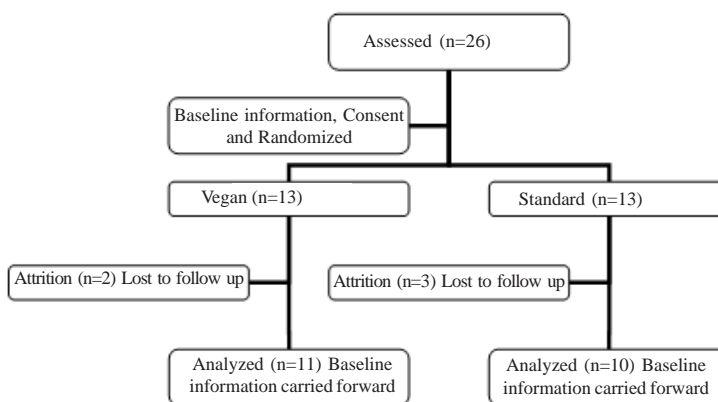 Assessed (n=26)
Baseline information, Consent
and Randomized
Vegan (n=13)
Standard (n=13)
Attrition (n=2) Lost to follow up
Attrition (n=3) Lost to follow up
Analyzed (n=11) Baseline
information carried forward
Analyzed (n=10) Baseline
information carried forward